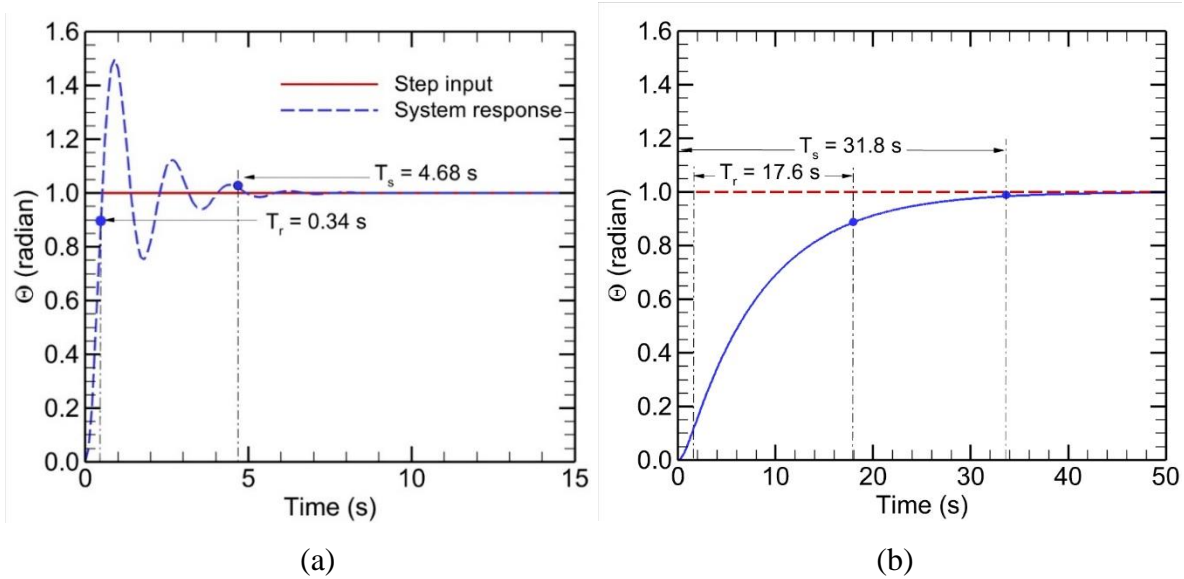 1.6
1.4
1.2
1.0
0.8
0.6
0.4
0.2
0.0
Θ (radian)
Step input
System response
T_s = 4.68 s
T_r = 0.34 s
0 5 10 15
Time (s)
(a)
1.6
1.4
1.2
1.0
0.8
0.6
0.4
0.2
0.0
Θ (radian)
T_s = 31.8 s
T_r = 17.6 s
0 10 20 30 40 50
Time (s)
(b)